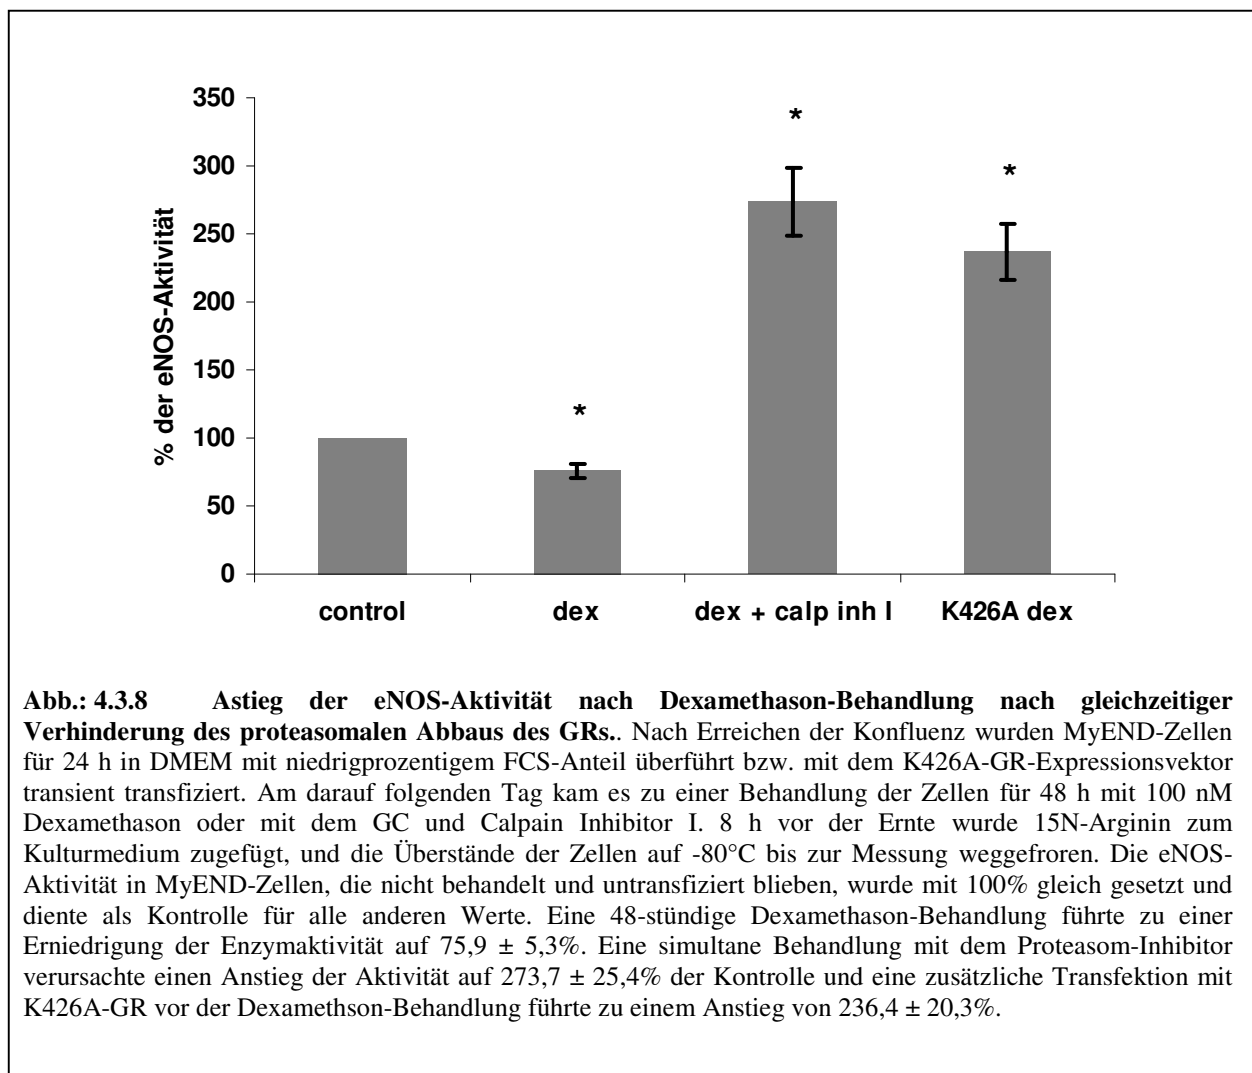 350
300
250
200
150
100
50
0
% der eNOS-Aktivität
*
*
*
control dex dex + calp inh I K426A dex
Abb.: 4.3.8 Astieg der eNOS-Aktivität nach Dexamethason-Behandlung nach gleichzeitiger
Verhinderung des proteasomalen Abbaus des GRs.. Nach Erreichen der Konfluenz wurden MyEND-Zellen
für 24 h in DMEM mit niedrigprozentigem FCS-Anteil überführt bzw. mit dem K426A-GR-Expressionsvektor
transient transfiziert. Am darauf folgenden Tag kam es zu einer Behandlung der Zellen für 48 h mit 100 nM
Dexamethason oder mit dem GC und Calpain Inhibitor I. 8 h vor der Ernte wurde 15N-Arginin zum
Kulturmedium zugefügt, und die Überstände der Zellen auf -80°C bis zur Messung weggefroren. Die eNOS-
Aktivität in MyEND-Zellen, die nicht behandelt und untransfiziert blieben, wurde mit 100% gleich gesetzt und
diente als Kontrolle für alle anderen Werte. Eine 48-stündige Dexamethason-Behandlung führte zu einer
Erniedrigung der Enzymaktivität auf 75,9 ± 5,3%. Eine simultane Behandlung mit dem Proteasom-Inhibitor
verursachte einen Anstieg der Aktivität auf 273,7 ± 25,4% der Kontrolle und eine zusätzliche Transfektion mit
K426A-GR vor der Dexamethson-Behandlung führte zu einem Anstieg von 236,4 ± 20,3%.